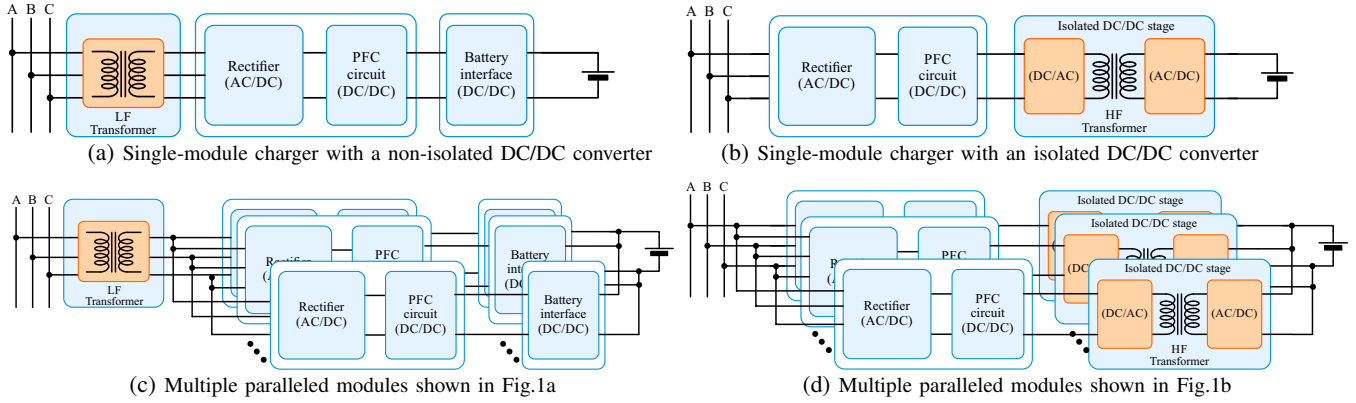 A B C
Rectifier
(AC/DC)
PFC
circuit
(DC/DC)
Battery
interface
(DC/DC)
LF
Transformer
(a) Single-module charger with a non-isolated DC/DC converter
A B C
Rectifier
(AC/DC)
PFC
circuit
(DC/DC)
Isolated DC/DC stage
(DC/AC)
(AC/DC)
HF
Transformer
(b) Single-module charger with an isolated DC/DC converter
A B C
LF
Transformer
Rectifier
PFC
Battery
Rectifier
(AC/DC)
PFC
circuit
(DC/DC)
Battery
interface
(DC/DC)
(c) Multiple paralleled modules shown in Fig.1a
A B C
PFC
Isolated DC/DC stage
Isolated DC/DC stage
Isolated DC/DC stage
Rectifier
(AC/DC)
PFC
circuit
(DC/DC)
(DC/AC)
(AC/DC)
HF
Transformer
(d) Multiple paralleled modules shown in Fig.1b